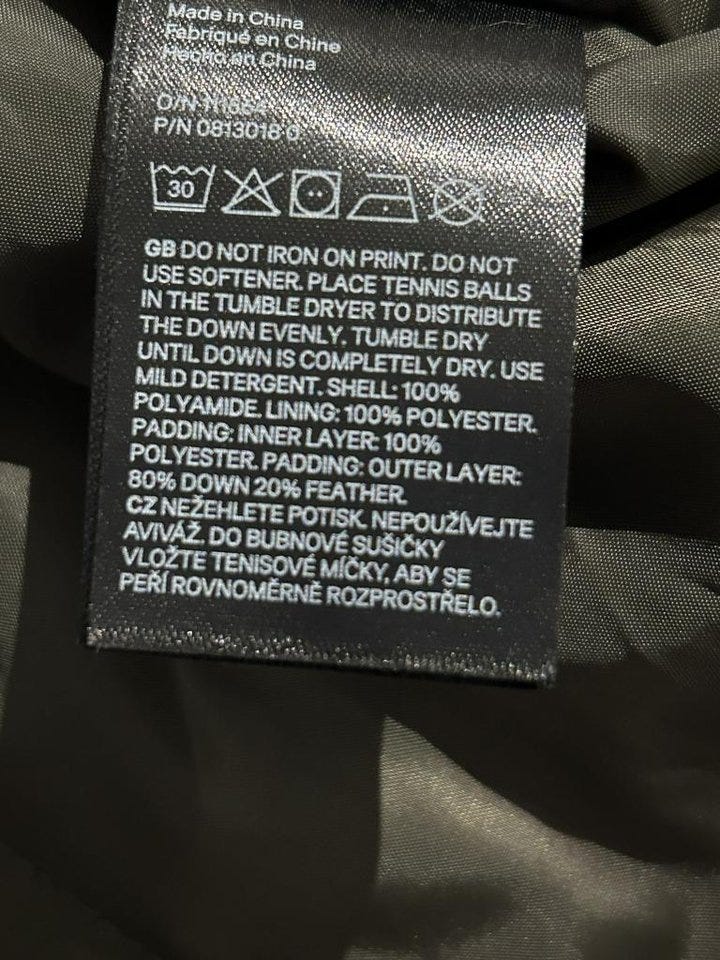 Made in China
Fabriqué en Chine
Hecho en China
O/N
P/N 0813018 0
30
GB DO NOT IRON ON PRINT. DO NOT
USE SOFTENER. PLACE TENNIS BALLS
IN THE TUMBLE DRYER TO DISTRIBUTE
THE DOWN EVENLY. TUMBLE DRY
UNTIL DOWN IS COMPLETELY DRY. USE
MILD DETERGENT. SHELL: 100%
POLYAMIDE. LINING: 100% POLYESTER.
PADDING: INNER LAYER: 100%
POLYESTER. PADDING: OUTER LAYER:
80% DOWN 20% FEATHER.
CZ NEŽEHLETE POTISK. NEPOUŽÍVEJTE
AVIVÁŽ. DO BUBNOVÉ SUŠIČKY
VLOŽTE TENISOVÉ MÍČKY, ABY SE
PEŘÍ ROVNOMĚRNĚ ROZPROSTŘELO.